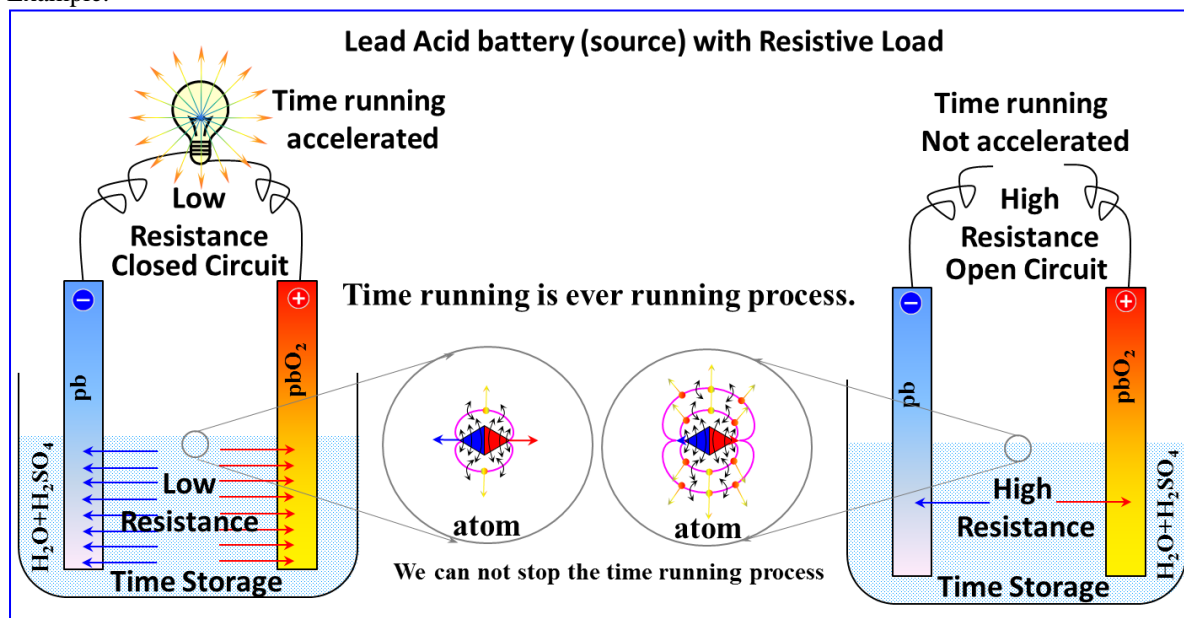 Example:
Lead Acid battery (source) with Resistive Load
Time running
accelerated
Low
Resistance
Closed Circuit
−
+
pb
pbO₂
H₂O+H₂SO₄
Low
Resistance
Time Storage
Time running is ever running process.
atom
atom
We can not stop the time running process
Time running
Not accelerated
High
Resistance
Open Circuit
−
+
pb
pbO₂
High
Resistance
H₂O+H₂SO₄
Time Storage